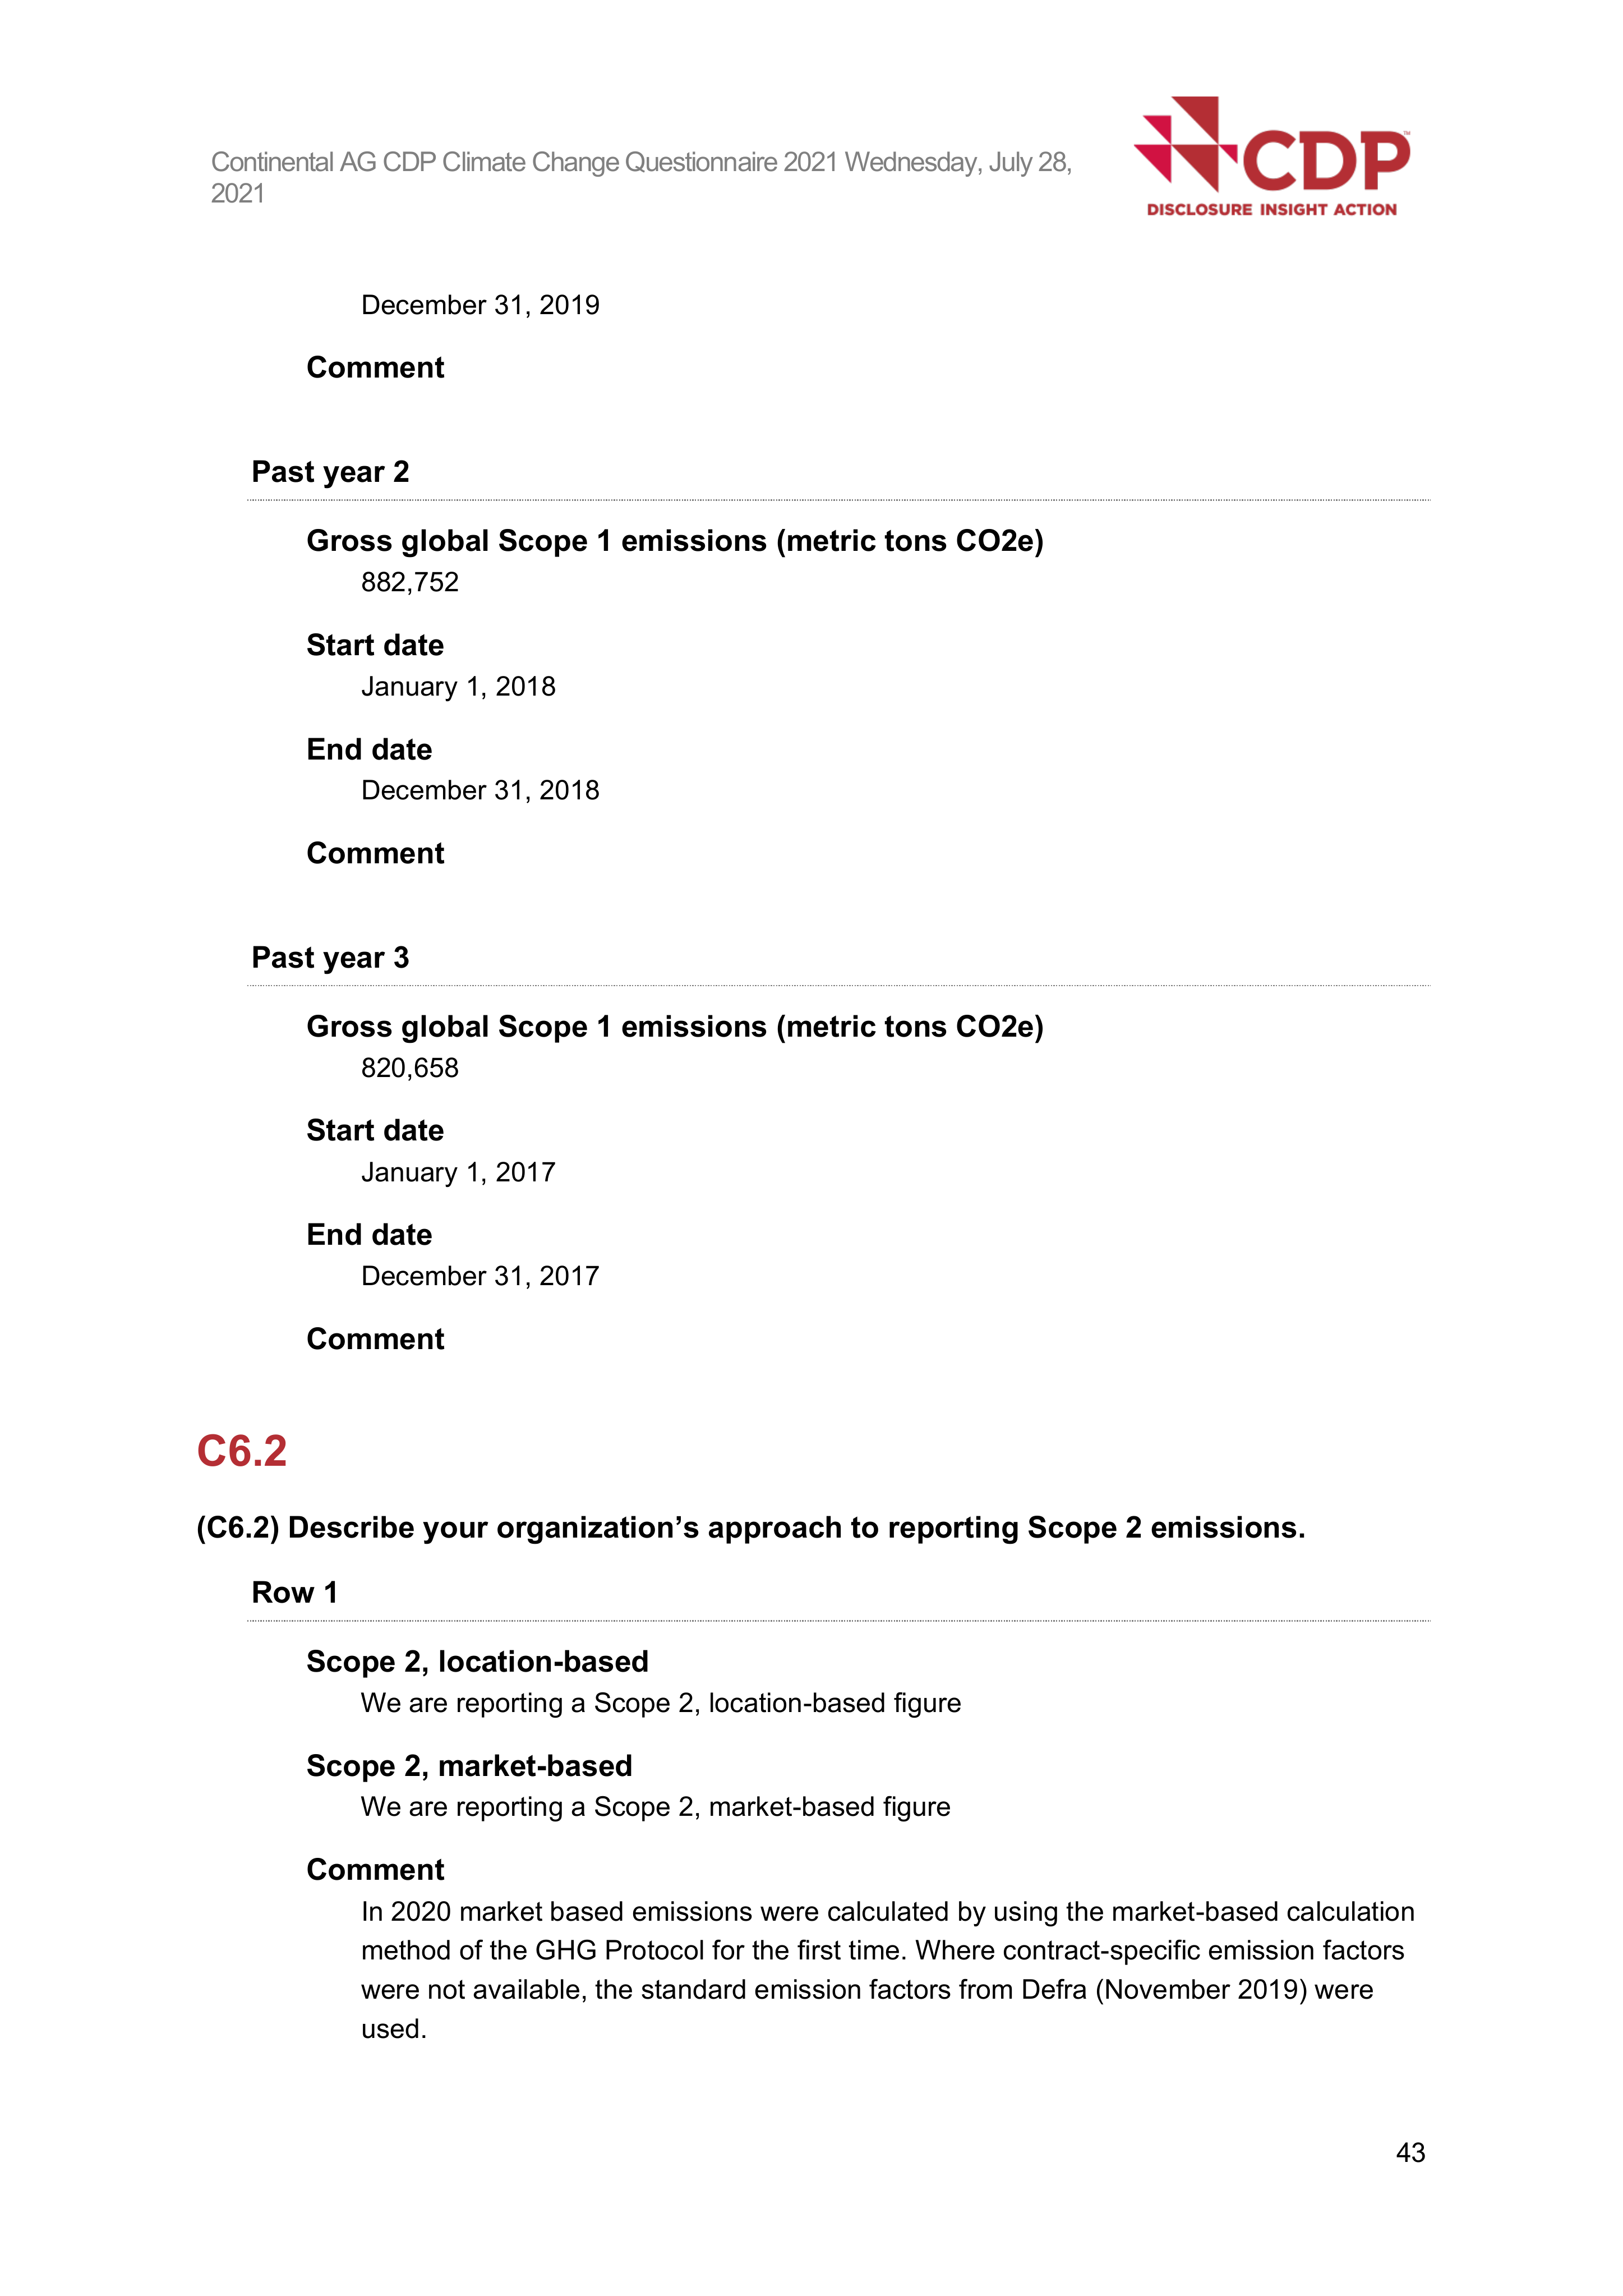 Continental AG CDP Climate Change Questionnaire 2021 Wednesday, July 28,
2021
CDP™
DISCLOSURE INSIGHT ACTION
December 31, 2019
Comment
Past year 2
Gross global Scope 1 emissions (metric tons CO2e)
882,752
Start date
January 1, 2018
End date
December 31, 2018
Comment
Past year 3
Gross global Scope 1 emissions (metric tons CO2e)
820,658
Start date
January 1, 2017
End date
December 31, 2017
Comment
C6.2
(C6.2) Describe your organization’s approach to reporting Scope 2 emissions.
Row 1
Scope 2, location-based
We are reporting a Scope 2, location-based figure
Scope 2, market-based
We are reporting a Scope 2, market-based figure
Comment
In 2020 market based emissions were calculated by using the market-based calculation
method of the GHG Protocol for the first time. Where contract-specific emission factors
were not available, the standard emission factors from Defra (November 2019) were
used.
43